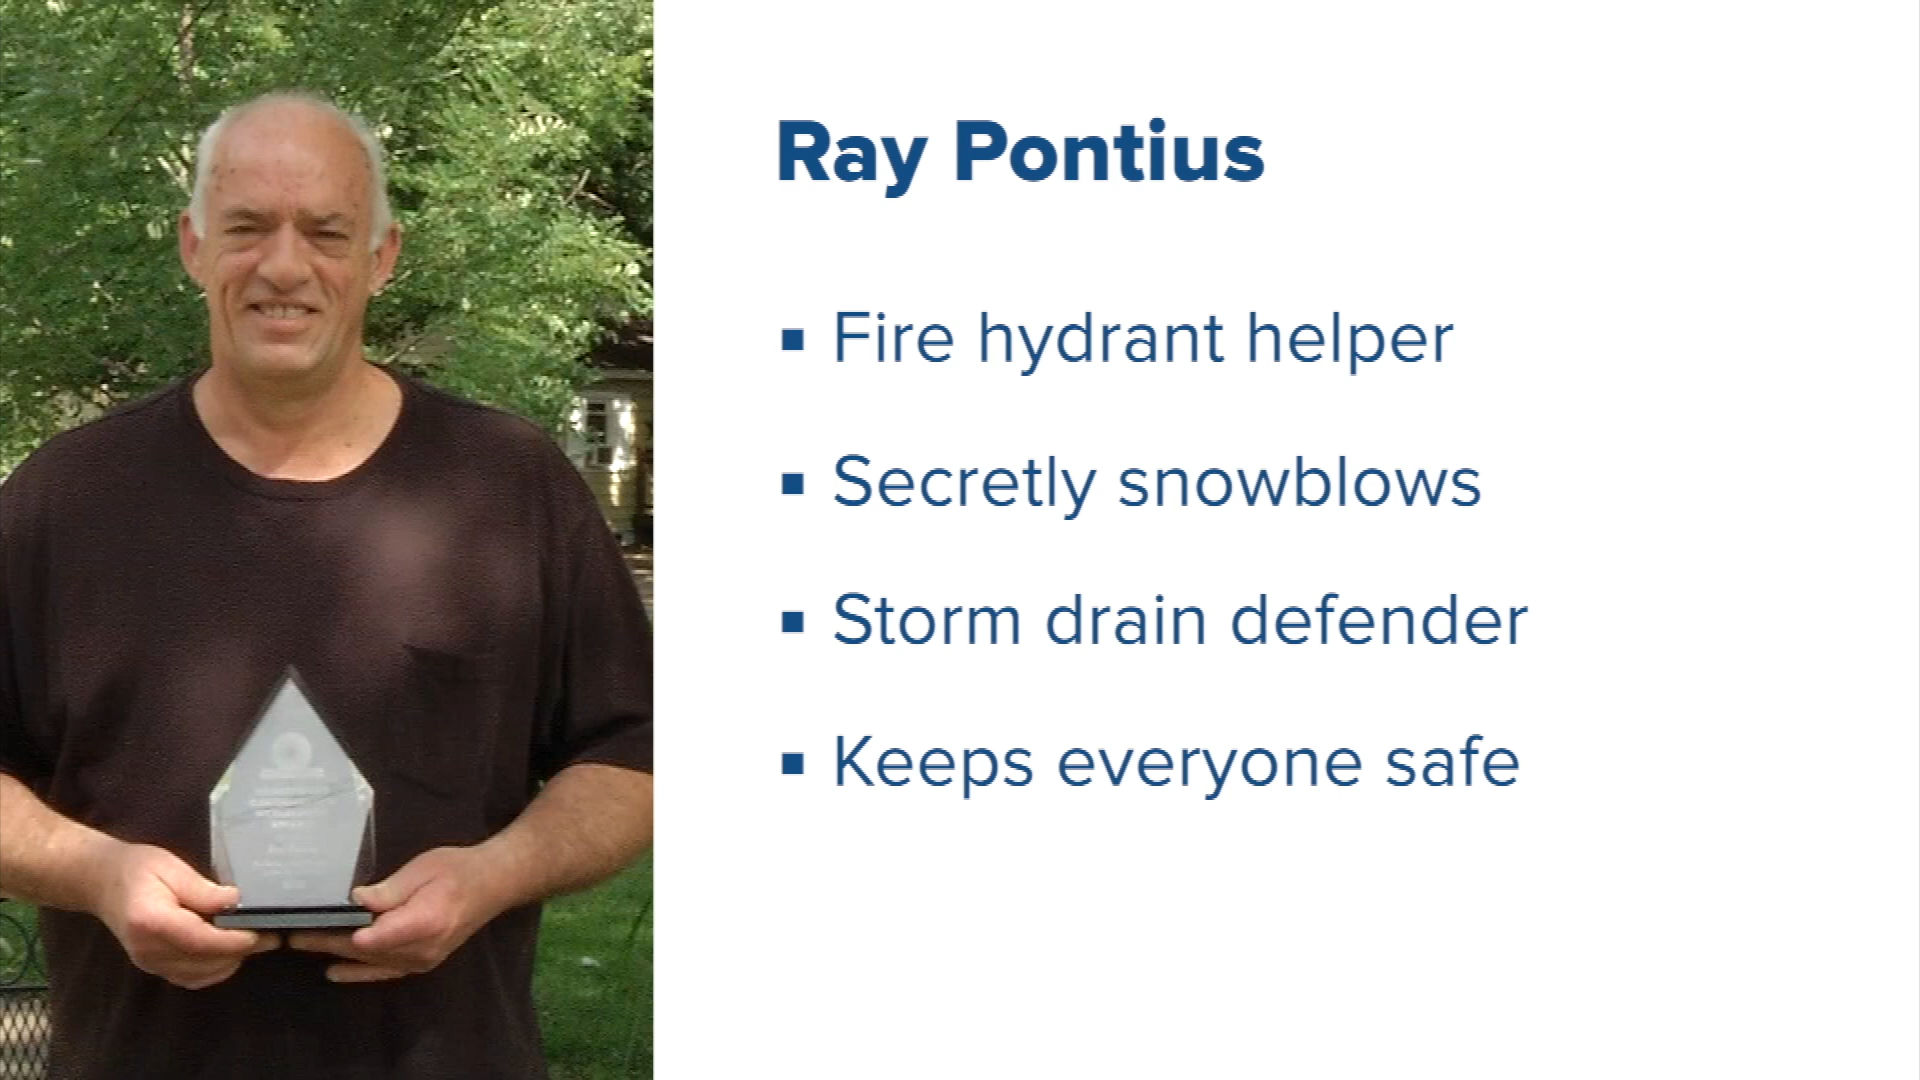 Ray Pontius
Fire hydrant helper
Secretly snowblows
Storm drain defender
Keeps everyone safe